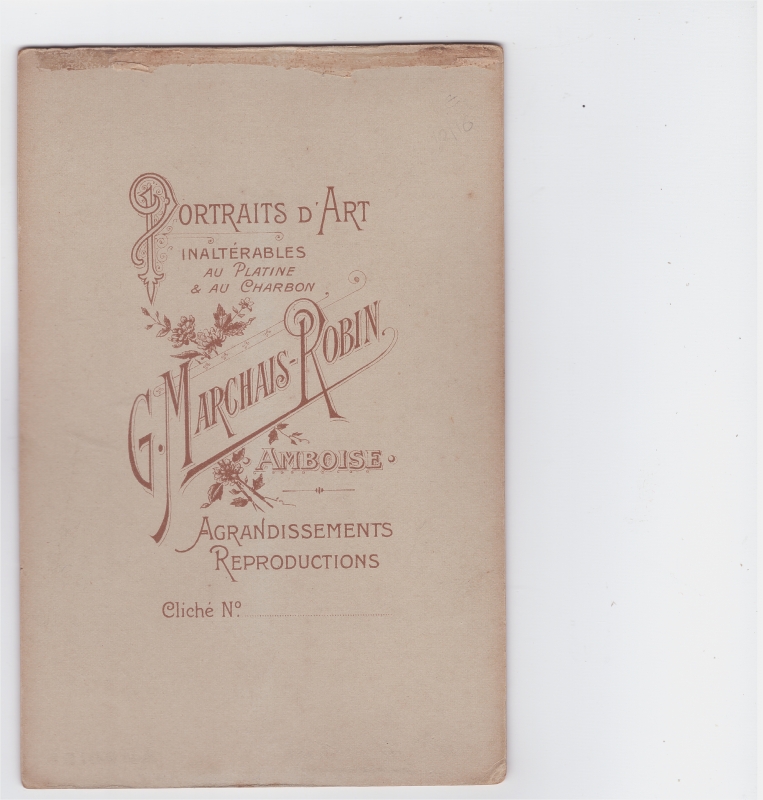 PORTRAITS D'ART
INALTÉRABLES
AU PLATINE
& AU CHARBON
G. MARCHAIS-ROBIN
AMBOISE
AGRANDISSEMENTS
REPRODUCTIONS
Cliché Nº